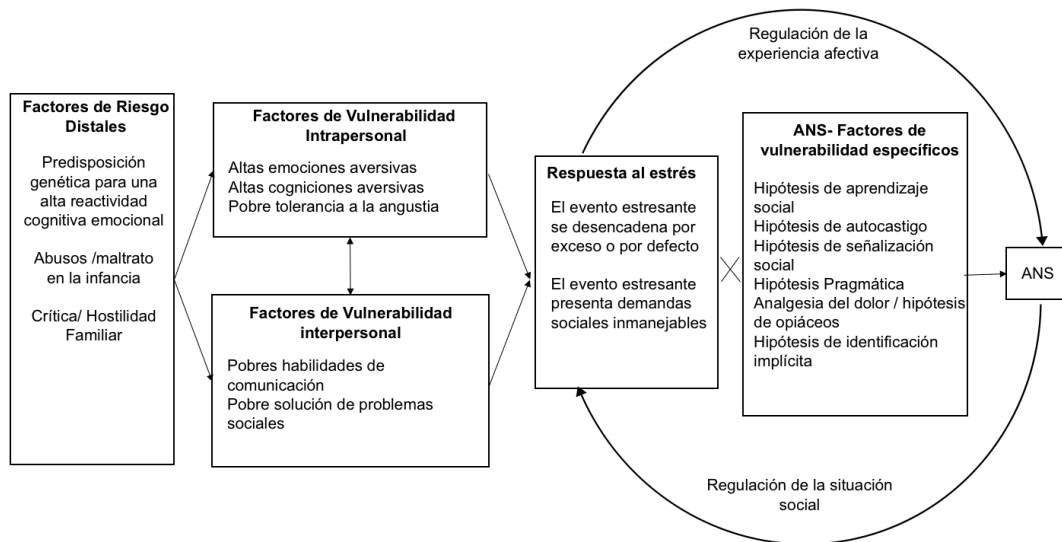 Factores de Riesgo
Distales
Predisposición
genética para una
alta reactividad
cognitiva emocional
Abusos /maltrato
en la infancia
Crítica/ Hostilidad
Familiar
Factores de Vulnerabilidad
Intrapersonal
Altas emociones aversivas
Altas cogniciones aversivas
Pobre tolerancia a la angustia
Factores de Vulnerabilidad
interpersonal
Pobres habilidades de
comunicación
Pobre solución de problemas
sociales
Respuesta al estrés
El evento estresante
se desencadena por
exceso o por defecto
El evento estresante
presenta demandas
sociales inmanejables
Regulación de la
experiencia afectiva
ANS- Factores de
vulnerabilidad específicos
Hipótesis de aprendizaje
social
Hipótesis de autocastigo
Hipótesis de señalización
social
Hipótesis Pragmática
Analgesia del dolor / hipótesis
de opiáceos
Hipótesis de identificación
implícita
ANS
Regulación de la situación
social